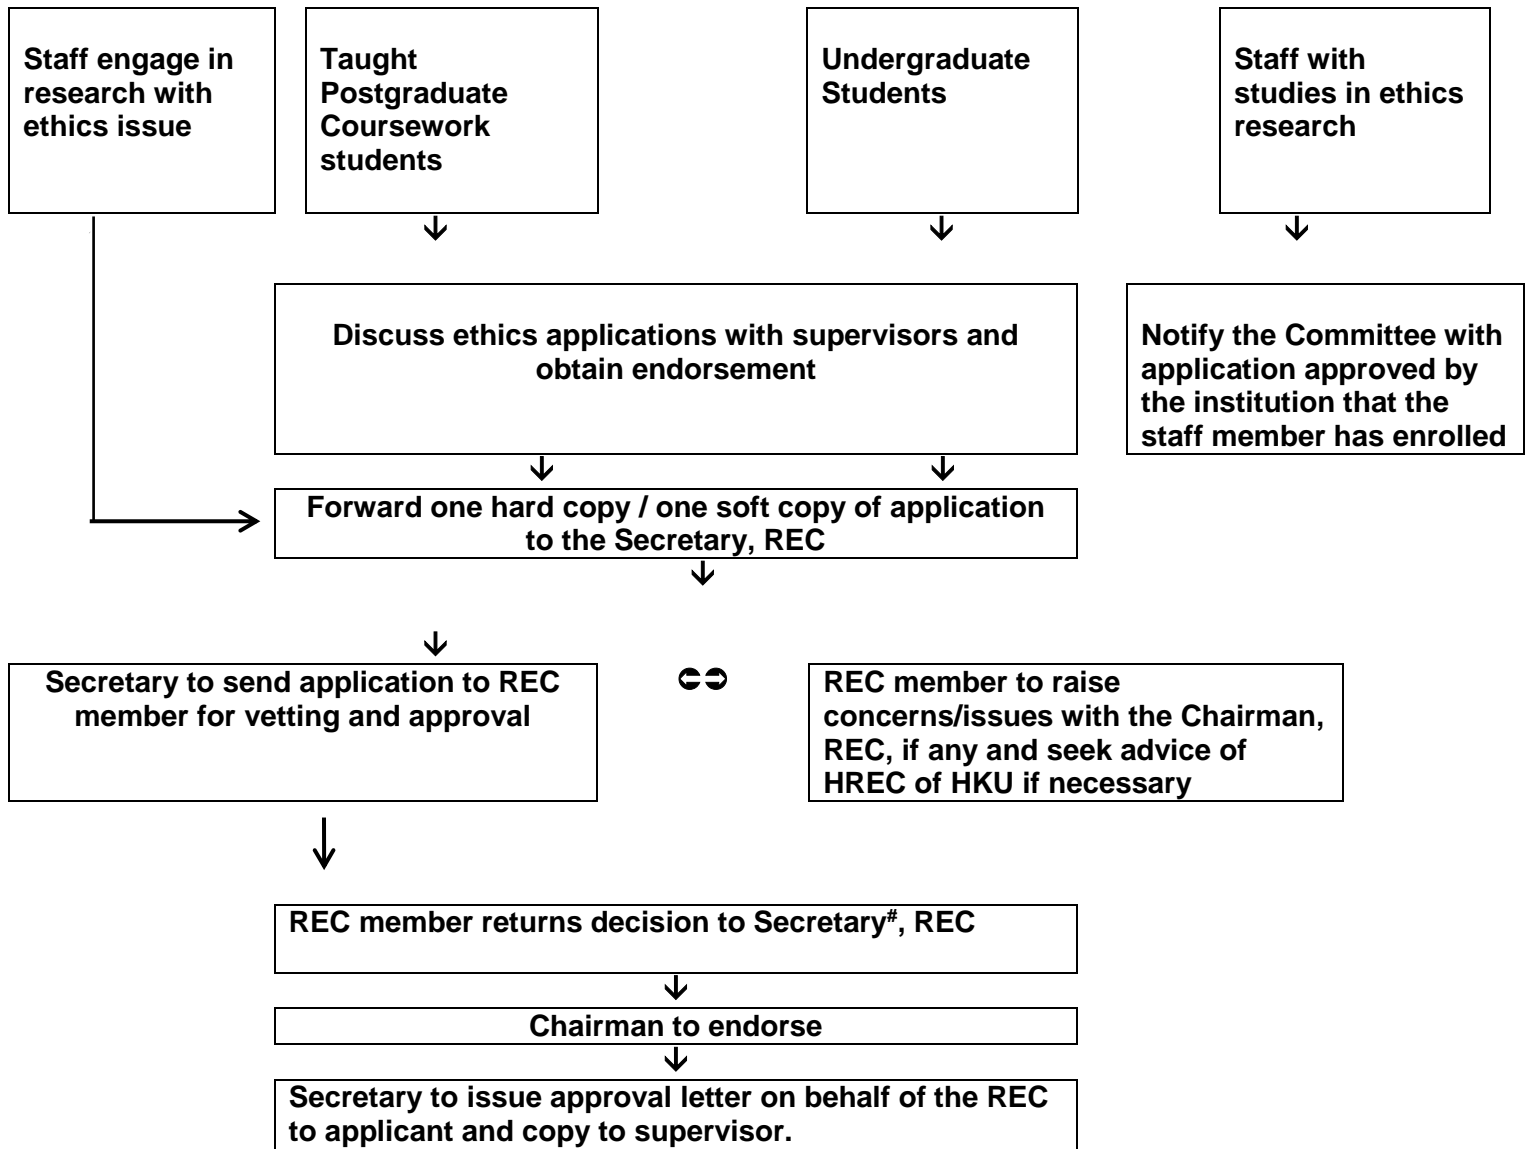 Staff engage in
research with
ethics issue
Taught
Postgraduate
Coursework
students
Undergraduate
Students
Staff with
studies in ethics
research
Discuss ethics applications with supervisors and
obtain endorsement
Notify the Committee with
application approved by
the institution that the
staff member has enrolled
Forward one hard copy / one soft copy of application
to the Secretary, REC
Secretary to send application to REC
member for vetting and approval
REC member to raise
concerns/issues with the Chairman,
REC, if any and seek advice of
HREC of HKU if necessary
REC member returns decision to Secretary#, REC
Chairman to endorse
Secretary to issue approval letter on behalf of the REC
to applicant and copy to supervisor.